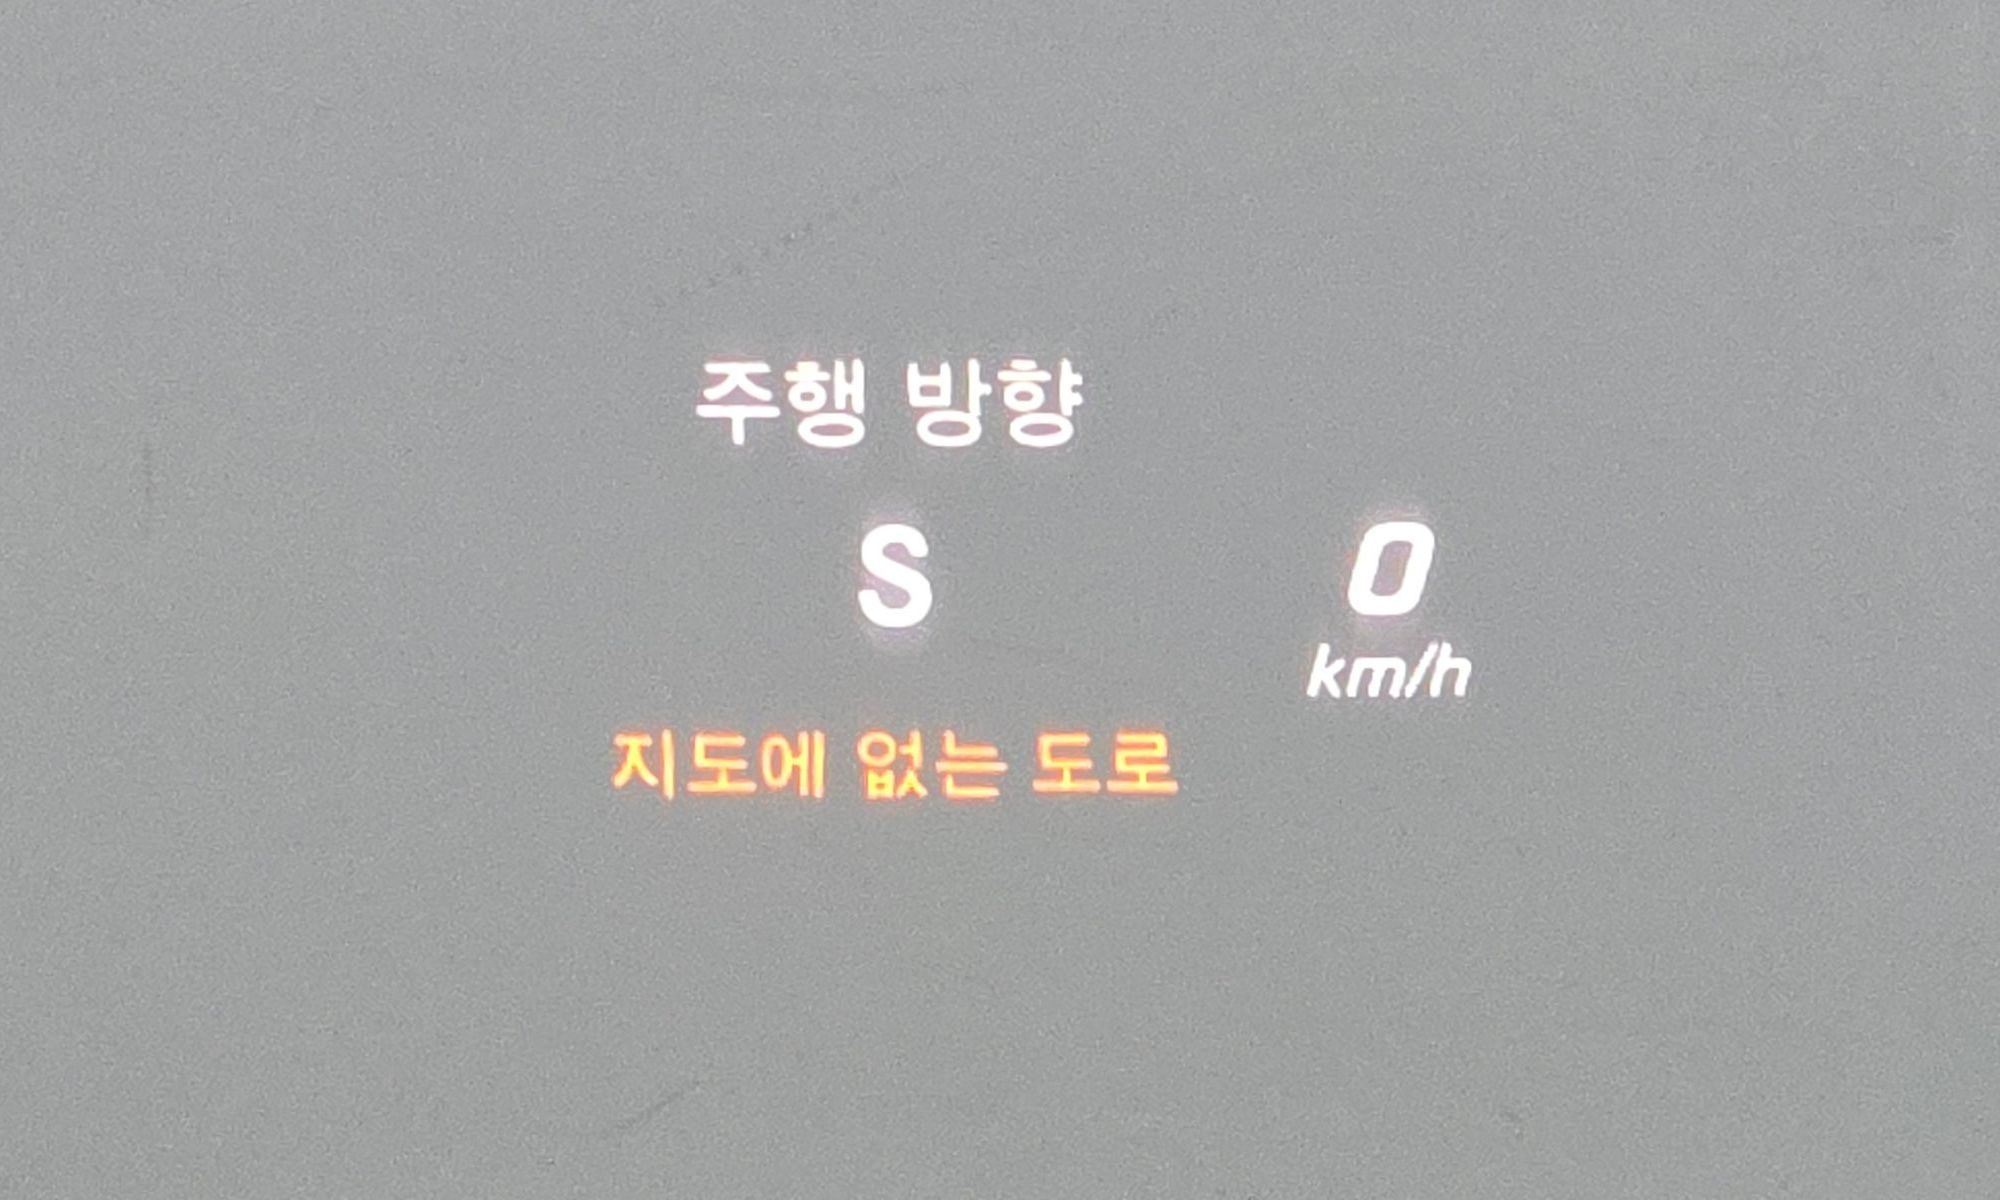 주행 방향
S
0
km/h
지도에 없는 도로